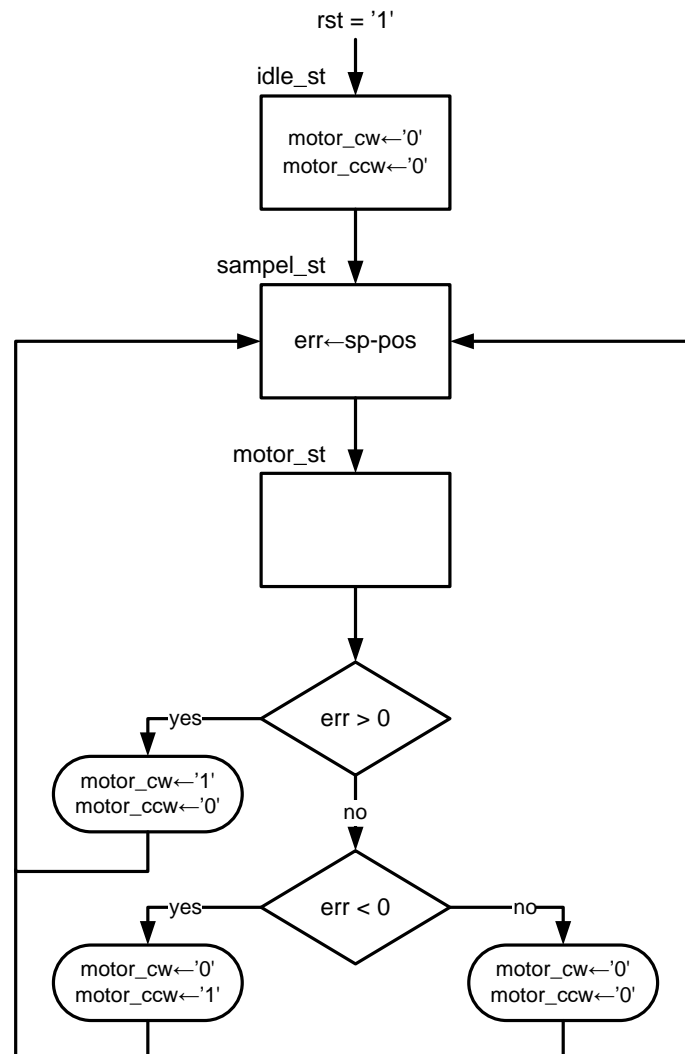 rst = '1'
idle_st
motor_cw←'0'
motor_ccw←'0'
sampel_st
err←sp-pos
motor_st
err > 0
yes
motor_cw←'1'
motor_ccw←'0'
no
err < 0
yes
no
motor_cw←'0'
motor_ccw←'1'
motor_cw←'0'
motor_ccw←'0'